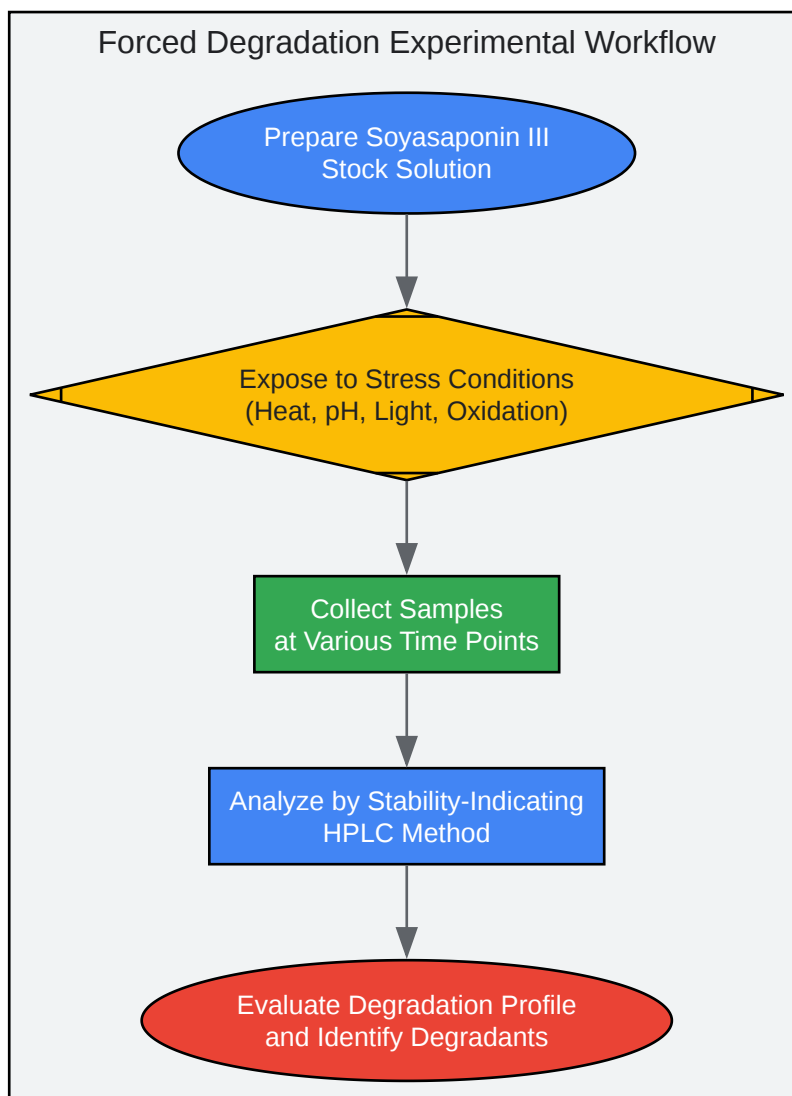 Forced Degradation Experimental Workflow
Prepare Soyasaponin III
Stock Solution
Expose to Stress Conditions
(Heat, pH, Light, Oxidation)
Collect Samples
at Various Time Points
Analyze by Stability-Indicating
HPLC Method
Evaluate Degradation Profile
and Identify Degradants